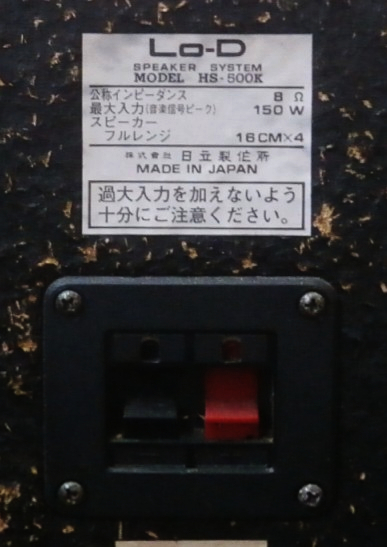 Lo-D
SPEAKER SYSTEM
MODEL HS-500K
公称インピーダンス 8 Ω
最大入力(音楽信号ピーク) 150 W
スピーカー
フルレンジ 16CM×4
株式会社 日立製作所
MADE IN JAPAN
過大入力を加えないよう
十分にご注意ください。